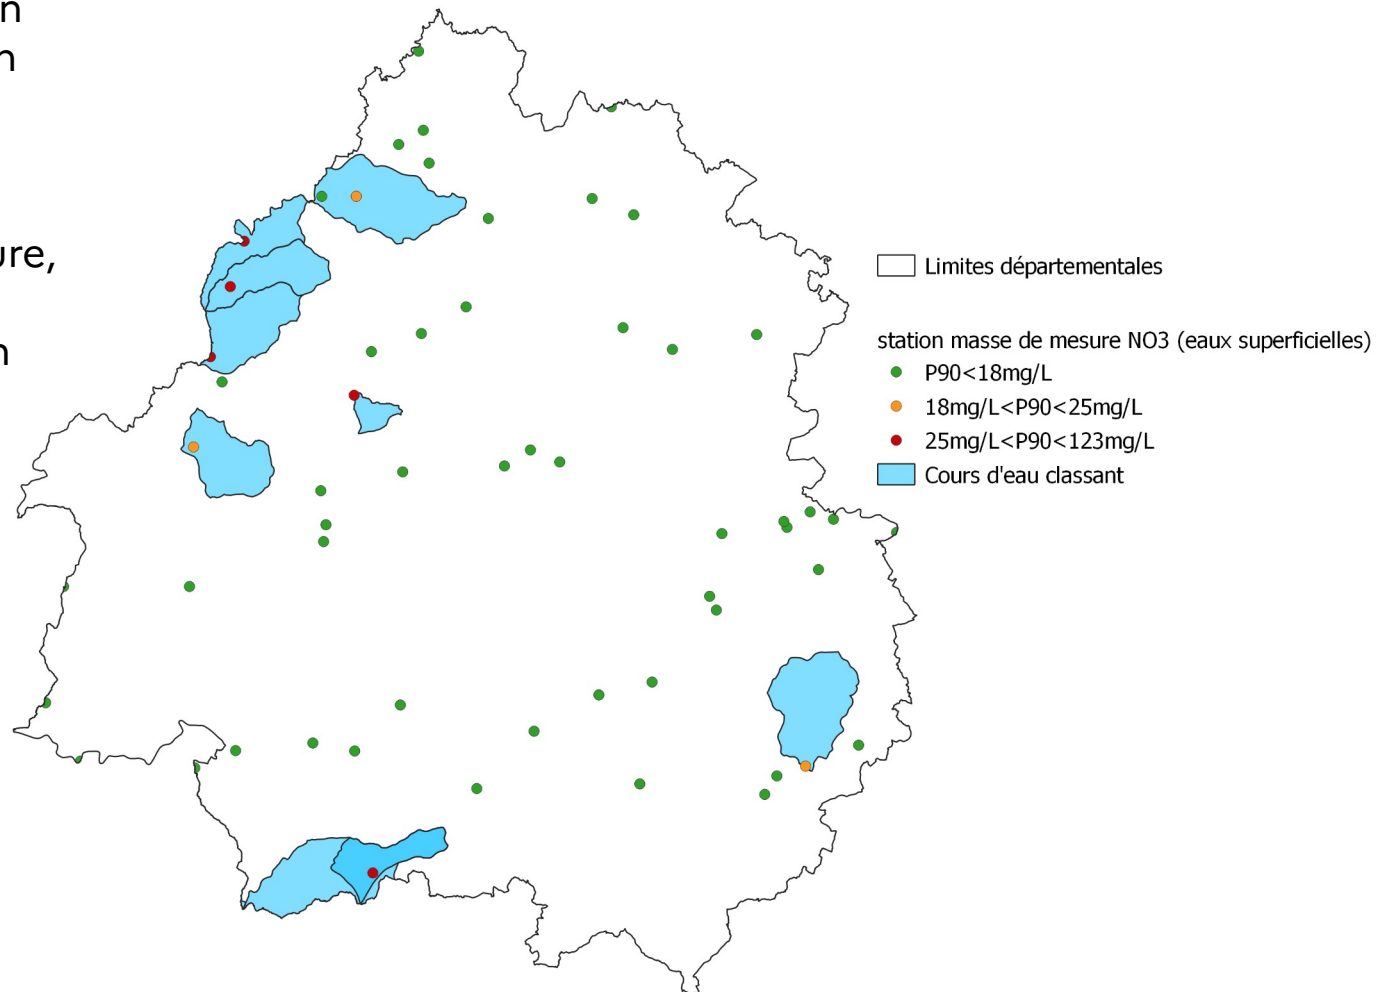 n
n
ure,
n
Limites départementales
station masse de mesure NO3 (eaux superficielles)
P90<18mg/L
18mg/L<P90<25mg/L
25mg/L<P90<123mg/L
Cours d'eau classant